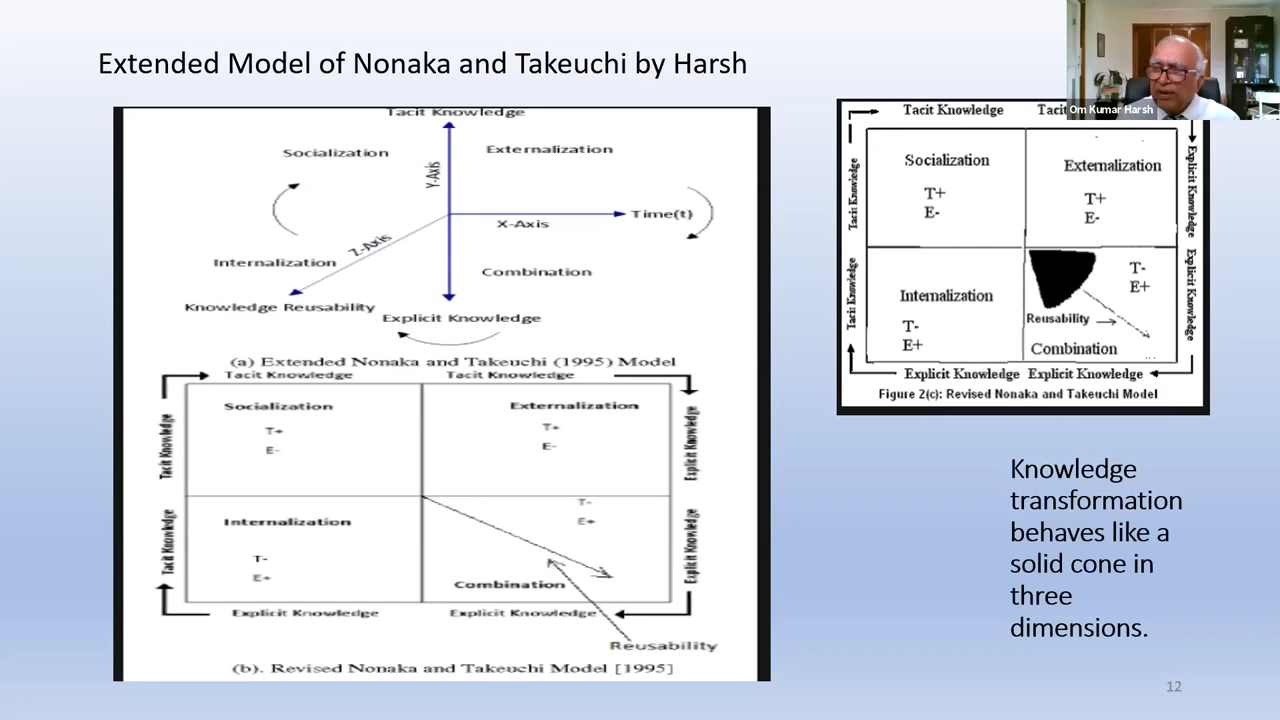 Extended Model of Nonaka and Takeuchi by Harsh
Tacit Knowledge
Socialization
Externalization
Y-Axis
Time(t)
X-Axis
Z-Axis
Internalization
Combination
Knowledge Reusability
Explicit Knowledge
(a) Extended Nonaka and Takeuchi (1995) Model
Tacit Knowledge Tacit Knowledge
Socialization Externalization
T+ T+
E- E-
Tacit Knowledge
Explicit Knowledge
Internalization
T-
E+
T-
E+
Tacit Knowledge
Explicit Knowledge
Combination
Explicit Knowledge Explicit Knowledge
Reusability
(b). Revised Nonaka and Takeuchi Model [1995]
Om Kumar Harsh
Tacit Knowledge Taci
Socialization Externalization
T+ T+
E- E-
Tacit Knowledge
Explicit Knowledge
Internalization
T-
E+
T-
E+
Tacit Knowledge
Explicit Knowledge
Reusability
Combination
Explicit Knowledge Explicit Knowledge
Figure 2(c): Revised Nonaka and Takeuchi Model
Knowledge
transformation
behaves like a
solid cone in
three
dimensions.
12